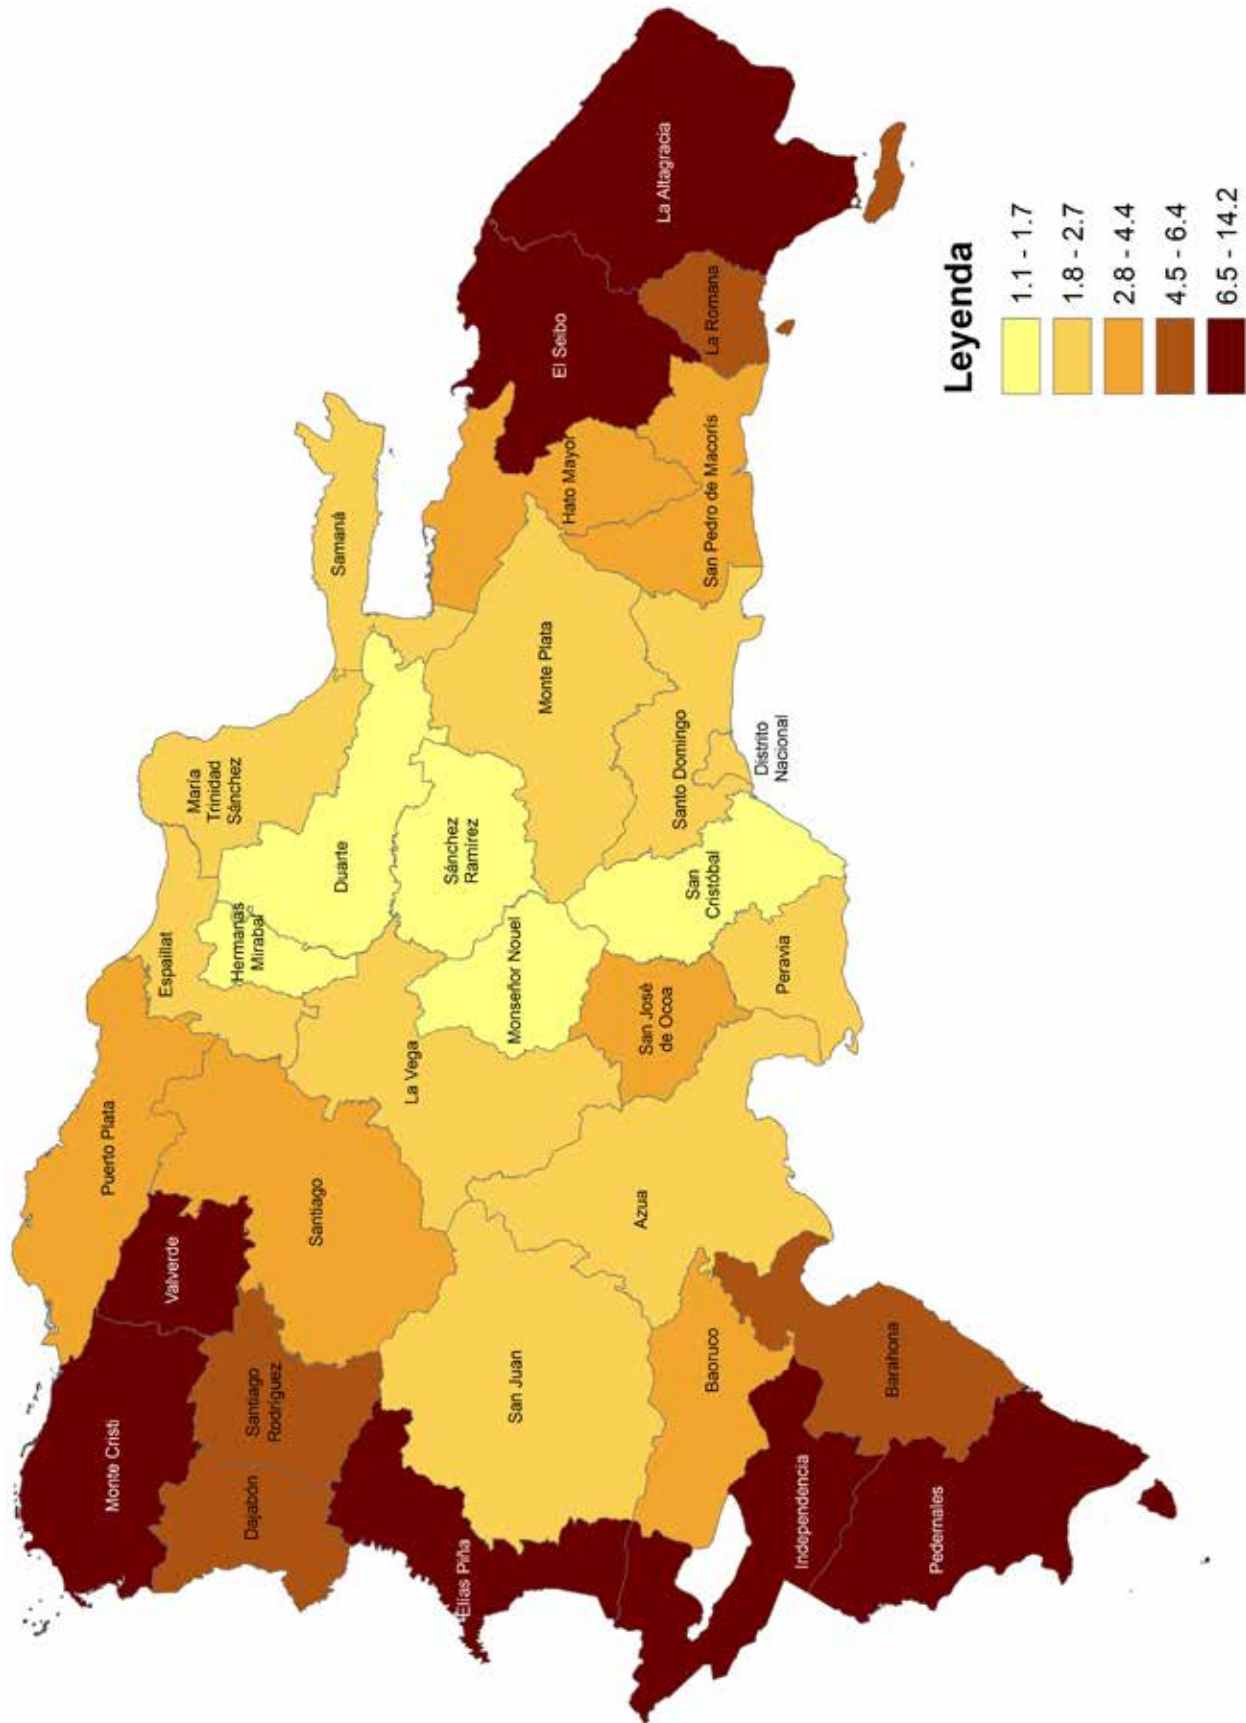 Puerto Plata
Monte Cristi
Valverde
Espaillat
María
Trinidad
Sánchez
Dajabón
Santiago
Rodríguez
Santiago
Hermanas
Mirabal
Duarte
Samaná
La Vega
Sánchez
Ramírez
Elías Piña
San Juan
Monseñor Nouel
Monte Plata
Hato Mayor
El Seibo
La Altagracia
Azua
San José
de Ocoa
San
Cristóbal
Santo Domingo
San Pedro de Macorís
La Romana
Baoruco
Peravia
Distrito
Nacional
Independencia
Barahona
Pedernales
Leyenda
1.1 - 1.7
1.8 - 2.7
2.8 - 4.4
4.5 - 6.4
6.5 - 14.2